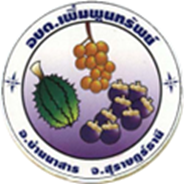 อบต.เพิ่มพูนทรัพย์
อ.บ้านนาสาร จ.สุราษฎร์ธานี